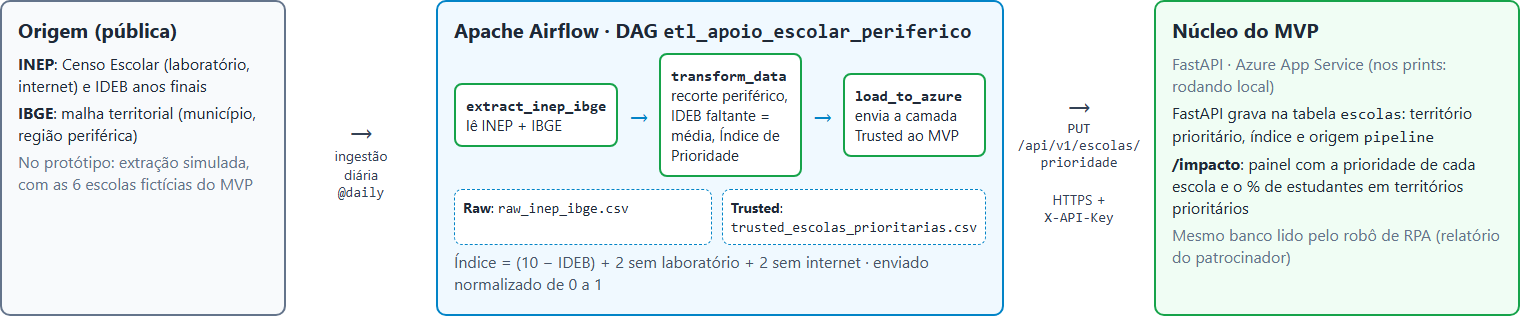 Origem (pública)
INEP: Censo Escolar (laboratório,
internet) e IDEB anos finais
IBGE: malha territorial (município,
região periférica)
No protótipo: extração simulada,
com as 6 escolas fictícias do MVP
→
ingestão
diária
@daily
Apache Airflow · DAG etl_apoio_escolar_periferico
extract_inep_ibge
lê INEP + IBGE
→
transform_data
recorte periférico,
IDEB faltante =
média, Índice de
Prioridade
→
load_to_azure
envia a camada
Trusted ao MVP
Raw: raw_inep_ibge.csv
Trusted:
trusted_escolas_prioritarias.csv
Índice = (10 − IDEB) + 2 sem laboratório + 2 sem internet · enviado
normalizado de 0 a 1
→
PUT
/api/v1/escolas/
prioridade
HTTPS +
X-API-Key
Núcleo do MVP
FastAPI · Azure App Service (nos prints:
rodando local)
FastAPI grava na tabela escolas: território
prioritário, índice e origem pipeline
/impacto: painel com a prioridade de cada
escola e o % de estudantes em territórios
prioritários
Mesmo banco lido pelo robô de RPA (relatório
do patrocinador)